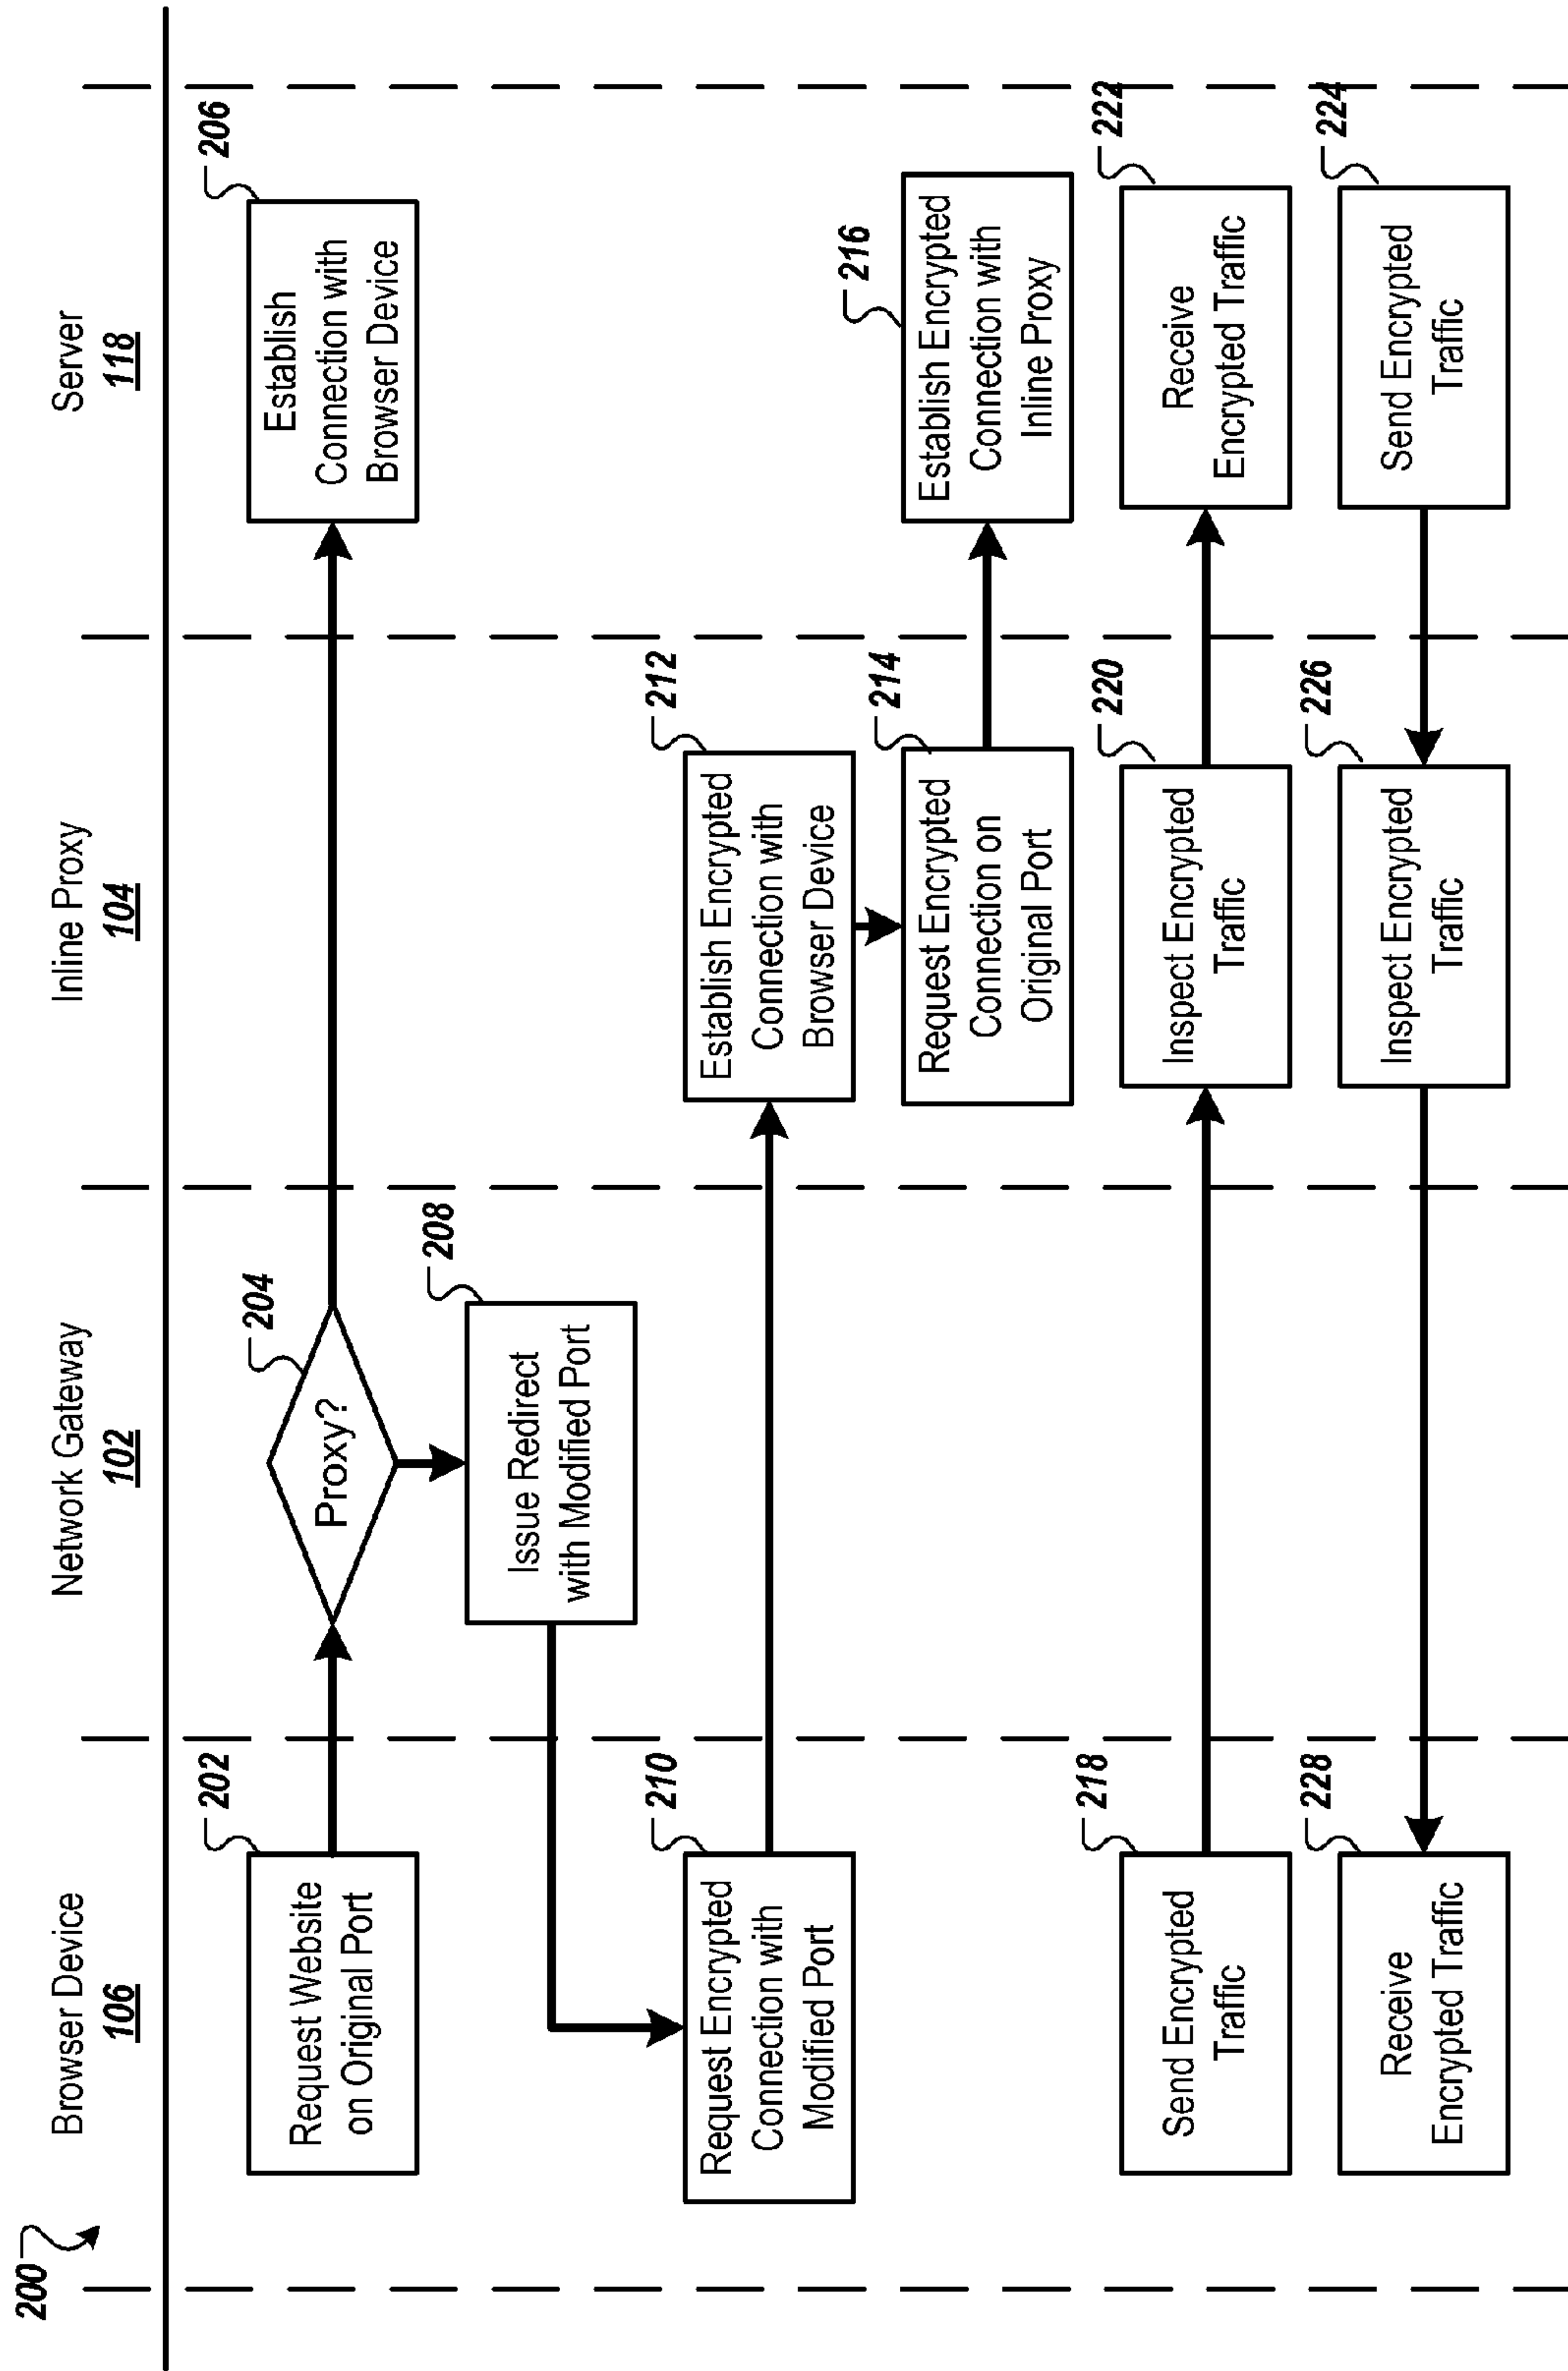 200
Browser Device
106
Network Gateway
102
Inline Proxy
104
Server
118
202
Request Website
on Original Port
204
Proxy?
206
Establish
Connection with
Browser Device
208
Issue Redirect
with Modified Port
210
Request Encrypted
Connection with
Modified Port
212
Establish Encrypted
Connection with
Browser Device
214
Request Encrypted
Connection on
Original Port
216
Establish Encrypted
Connection with
Inline Proxy
218
Send Encrypted
Traffic
220
Inspect Encrypted
Traffic
222
Receive
Encrypted Traffic
224
Send Encrypted
Traffic
226
Inspect Encrypted
Traffic
228
Receive
Encrypted Traffic